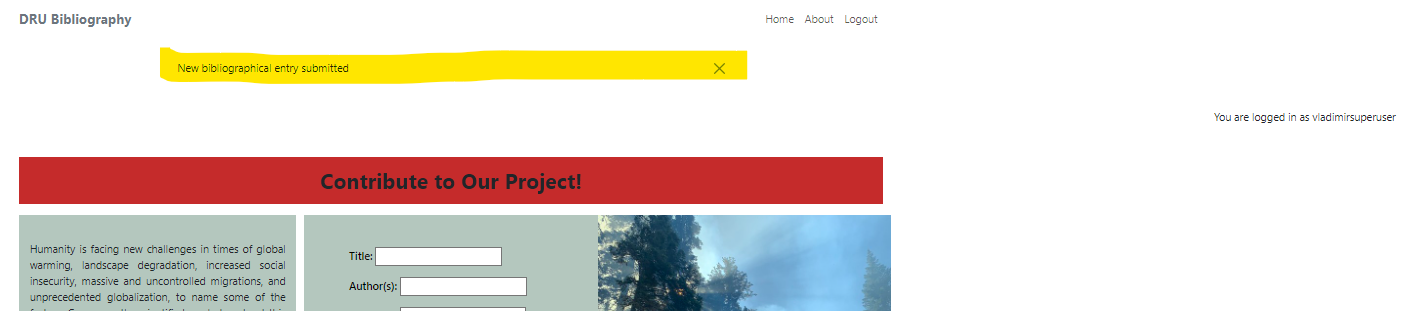 DRU Bibliography
Home About Logout
New bibliographical entry submitted
You are logged in as vladimirsuperuser
Contribute to Our Project!
Humanity is facing new challenges in times of global
warming, landscape degradation, increased social
insecurity, massive and uncontrolled migrations, and
unprecedented globalization, to name some of the
Title:
Author(s):